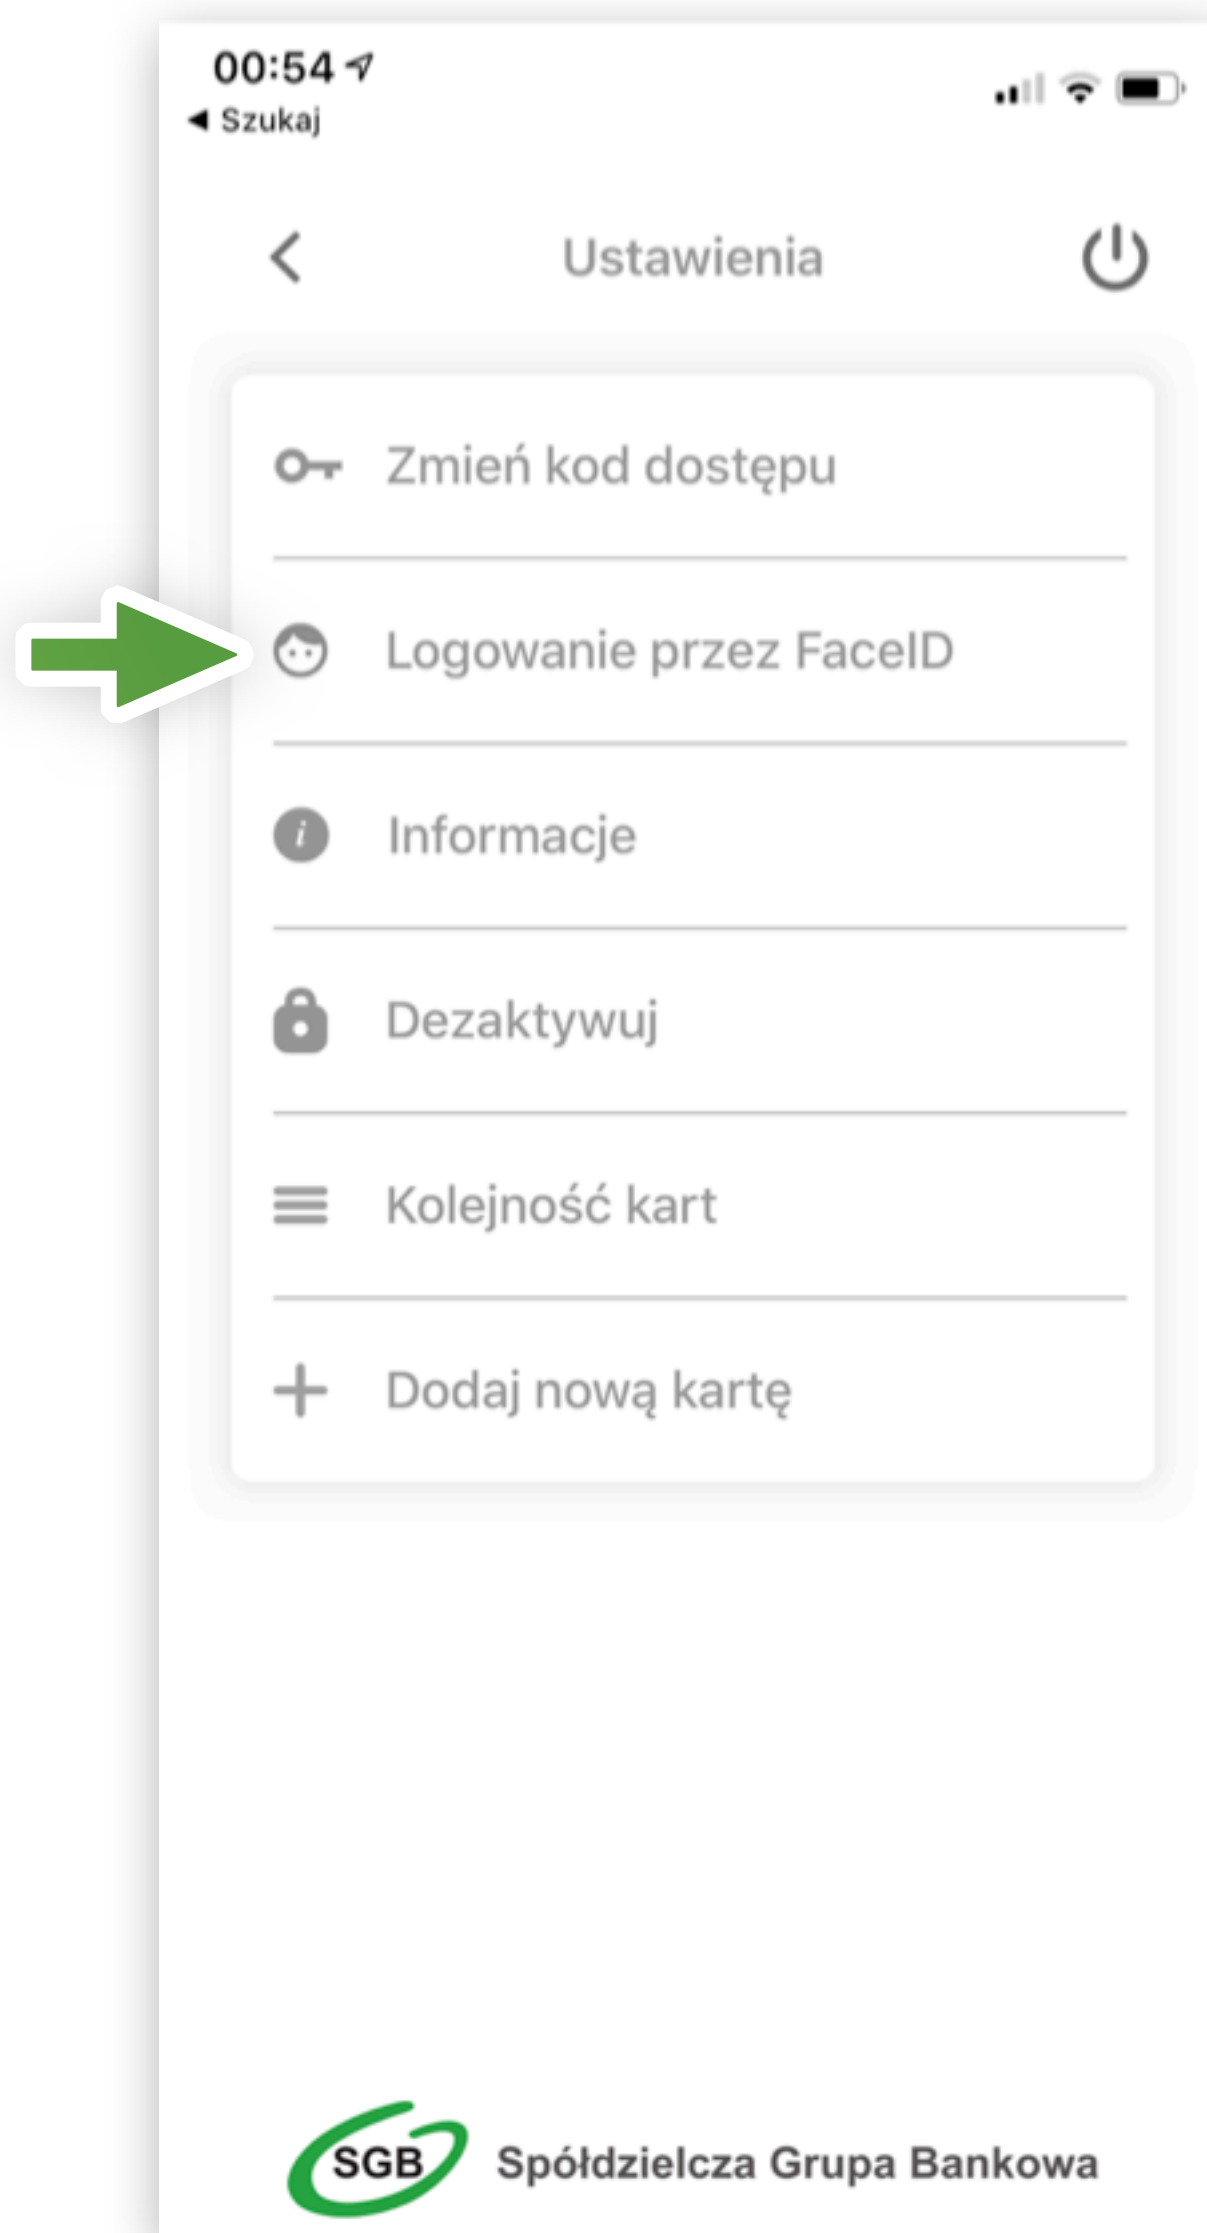 00:54
◀ Szukaj
Ustawienia
Zmień kod dostępu
Logowanie przez FaceID
Informacje
Dezaktywuj
Kolejność kart
Dodaj nową kartę
SGB Spółdzielcza Grupa Bankowa